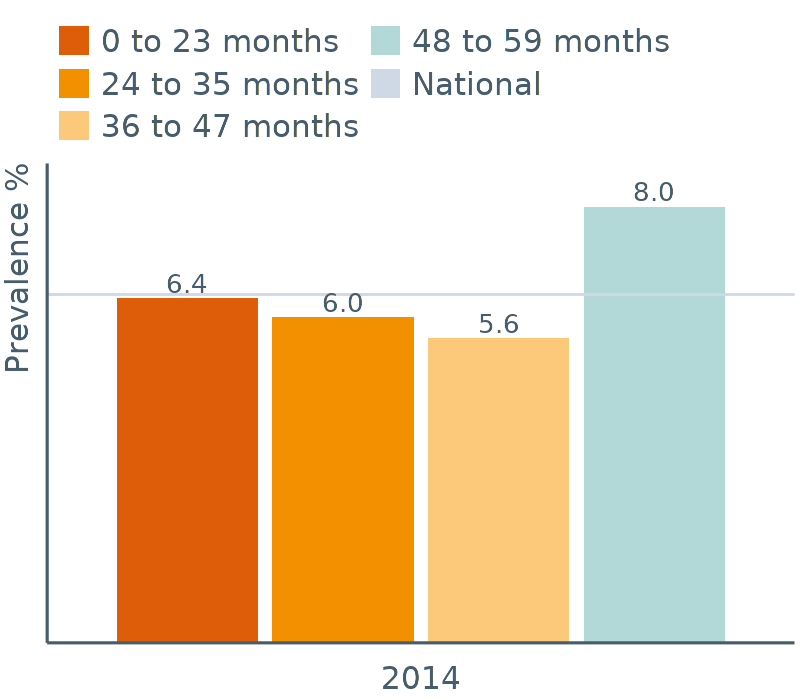 0 to 23 months
24 to 35 months
36 to 47 months
48 to 59 months
National
Prevalence %
6.4
6.0
5.6
8.0
2014